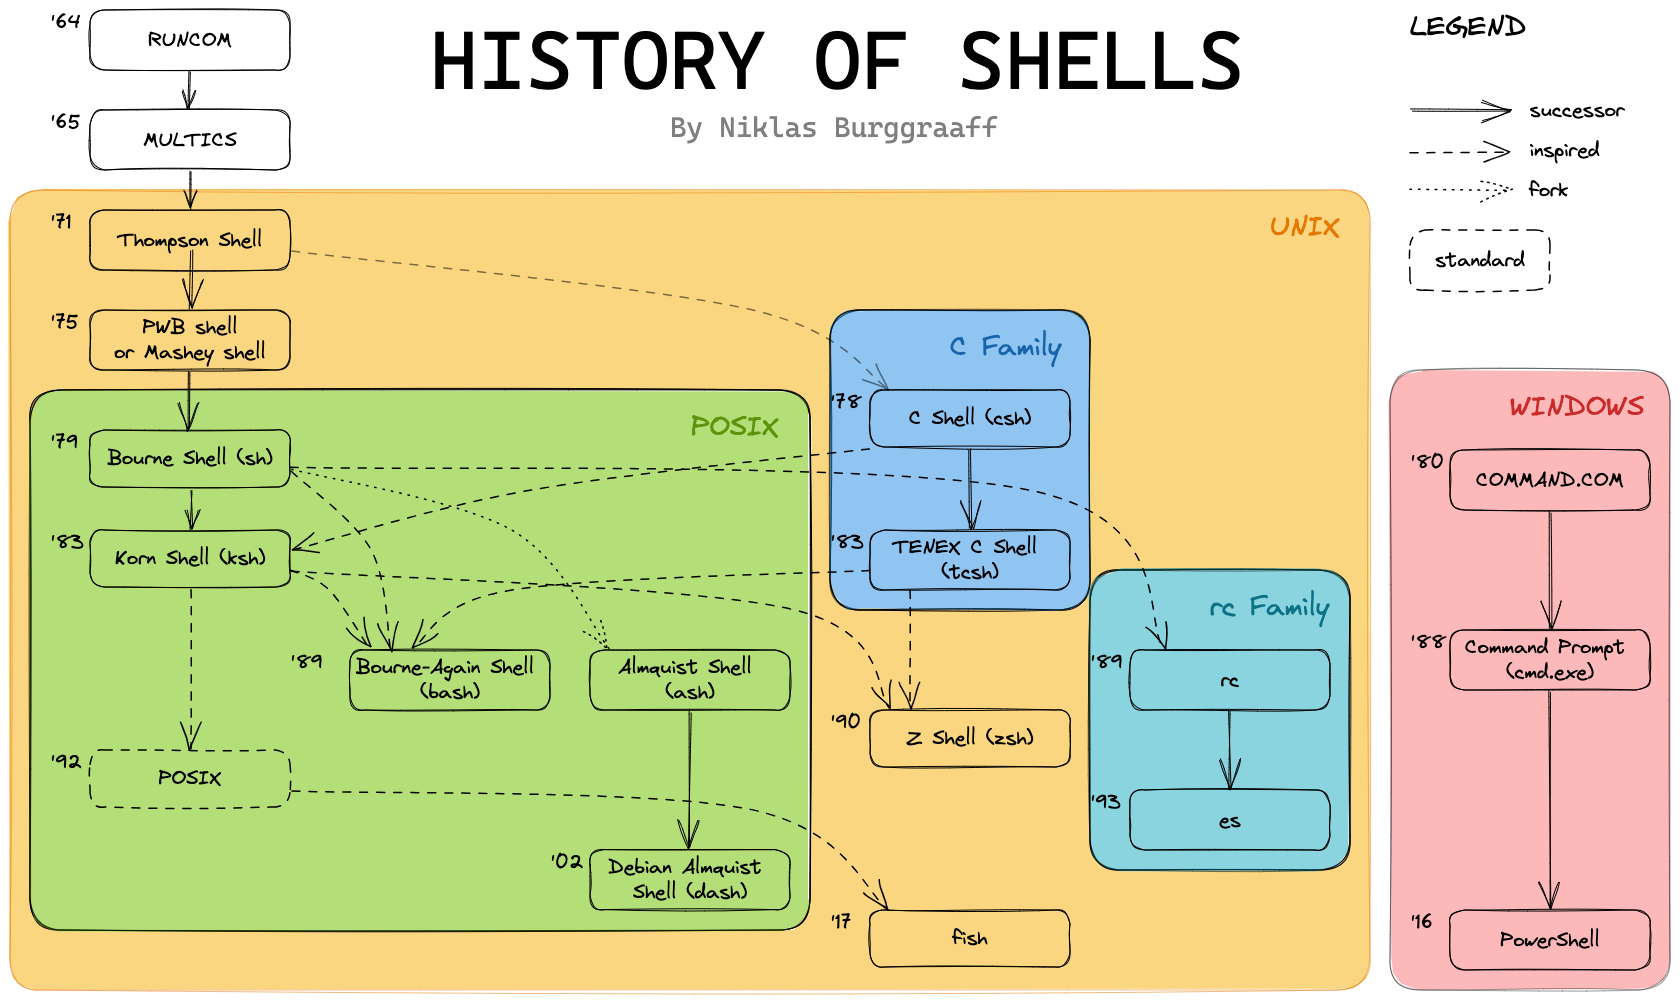 HISTORY OF SHELLS
By Niklas Burggraaff
LEGEND
successor
inspired
fork
standard
'64
RUNCOM
'65
MULTICS
UNIX
'71
Thompson Shell
'75
PWB shell
or Mashey shell
POSIX
'79
Bourne Shell (sh)
'83
Korn Shell (ksh)
'89
Bourne-Again Shell
(bash)
Almquist Shell
(ash)
'92
POSIX
'02
Debian Almquist
Shell (dash)
C Family
'78
C Shell (csh)
'83
TENEX C Shell
(tcsh)
'90
Z Shell (zsh)
'17
fish
rc Family
'89
rc
'93
es
WINDOWS
'80
COMMAND.COM
'88
Command Prompt
(cmd.exe)
'16
PowerShell